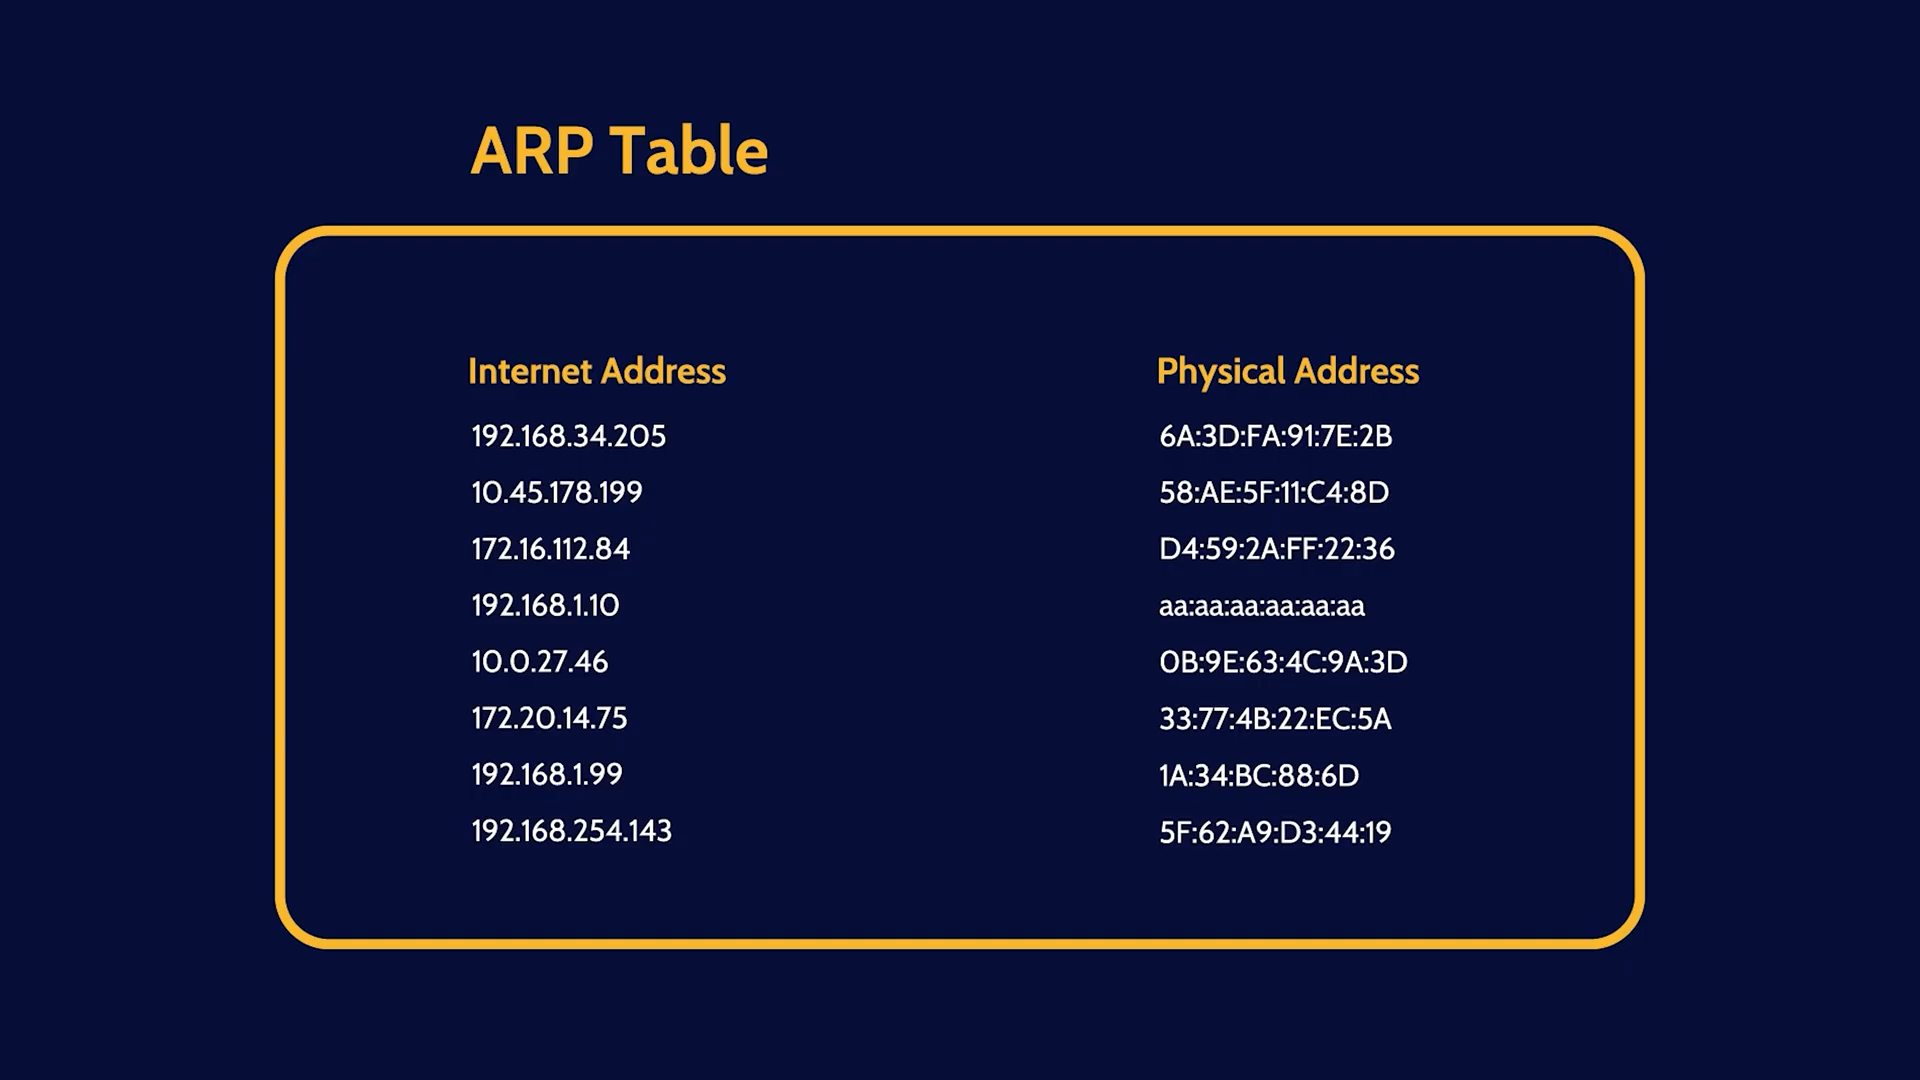 ARP Table
Internet Address Physical Address
192.168.34.205 6A:3D:FA:91:7E:2B
10.45.178.199 58:AE:5F:11:C4:8D
172.16.112.84 D4:59:2A:FF:22:36
192.168.1.10 aa:aa:aa:aa:aa:aa
10.0.27.46 0B:9E:63:4C:9A:3D
172.20.14.75 33:77:4B:22:EC:5A
192.168.1.99 1A:34:BC:88:6D
192.168.254.143 5F:62:A9:D3:44:19